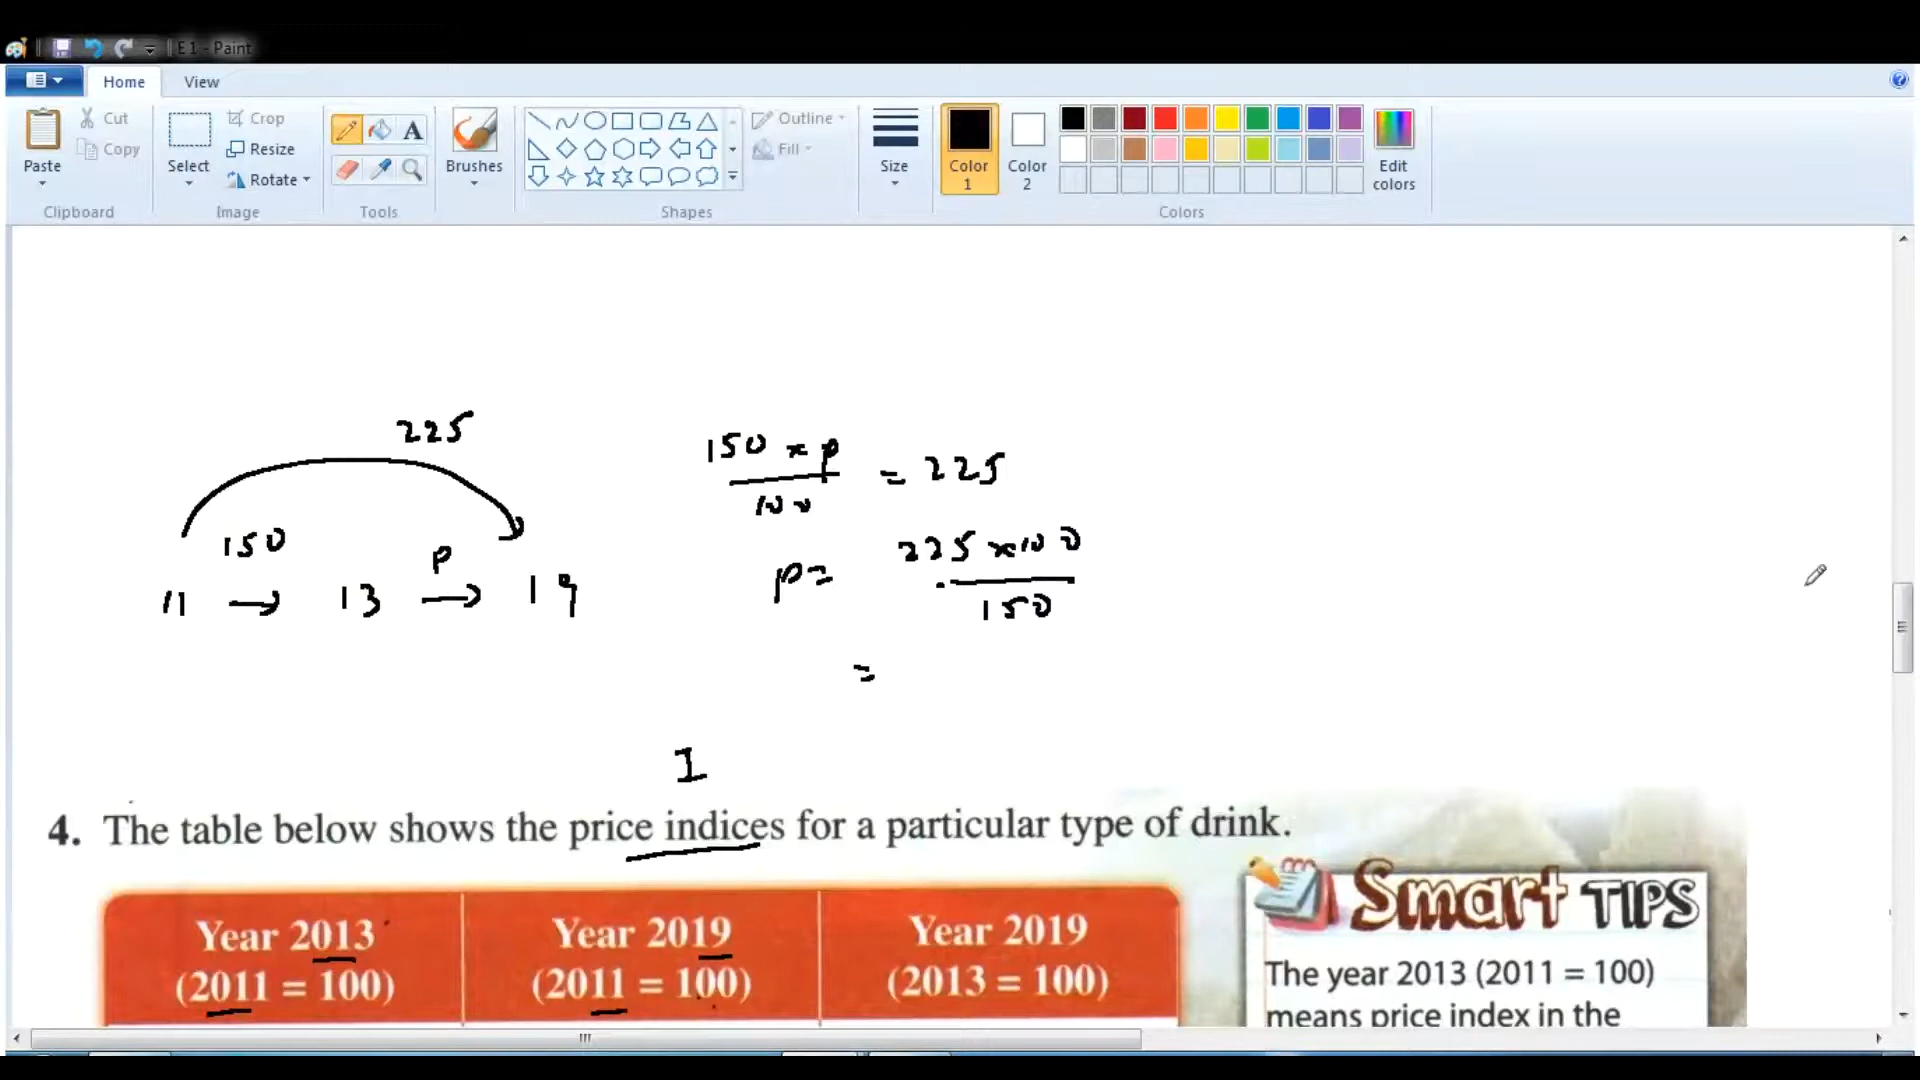 E 1 - Paint
Home View
Paste
Cut
Copy
Clipboard
Select
Crop
Resize
Rotate
Image
A
Tools
Brushes
Outline
Fill
Shapes
Size
Color 1
Color 2
Edit colors
Colors
225
150 P
11 → 13 → 19
150 × P
100
= 225
P = 225 × 100
150
=
I
4. The table below shows the price indices for a particular type of drink.
Year 2013
(2011 = 100)
Year 2019
(2011 = 100)
Year 2019
(2013 = 100)
Smart TIPS
The year 2013 (2011 = 100)
means price index in the